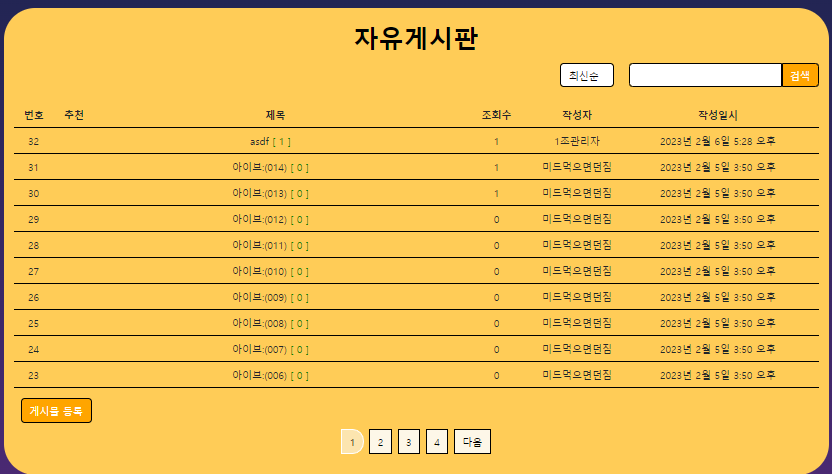 자유게시판
최신순 검색
번호 추천 제목 조회수 작성자 작성일시
32 asdf [ 1 ] 1 1조관리자 2023년 2월 6일 5:28 오후
31 아이브:(014) [ 0 ] 1 미드먹으면던짐 2023년 2월 5일 3:50 오후
30 아이브:(013) [ 0 ] 1 미드먹으면던짐 2023년 2월 5일 3:50 오후
29 아이브:(012) [ 0 ] 0 미드먹으면던짐 2023년 2월 5일 3:50 오후
28 아이브:(011) [ 0 ] 0 미드먹으면던짐 2023년 2월 5일 3:50 오후
27 아이브:(010) [ 0 ] 0 미드먹으면던짐 2023년 2월 5일 3:50 오후
26 아이브:(009) [ 0 ] 0 미드먹으면던짐 2023년 2월 5일 3:50 오후
25 아이브:(008) [ 0 ] 0 미드먹으면던짐 2023년 2월 5일 3:50 오후
24 아이브:(007) [ 0 ] 0 미드먹으면던짐 2023년 2월 5일 3:50 오후
23 아이브:(006) [ 0 ] 0 미드먹으면던짐 2023년 2월 5일 3:50 오후
게시물 등록
1 2 3 4 다음